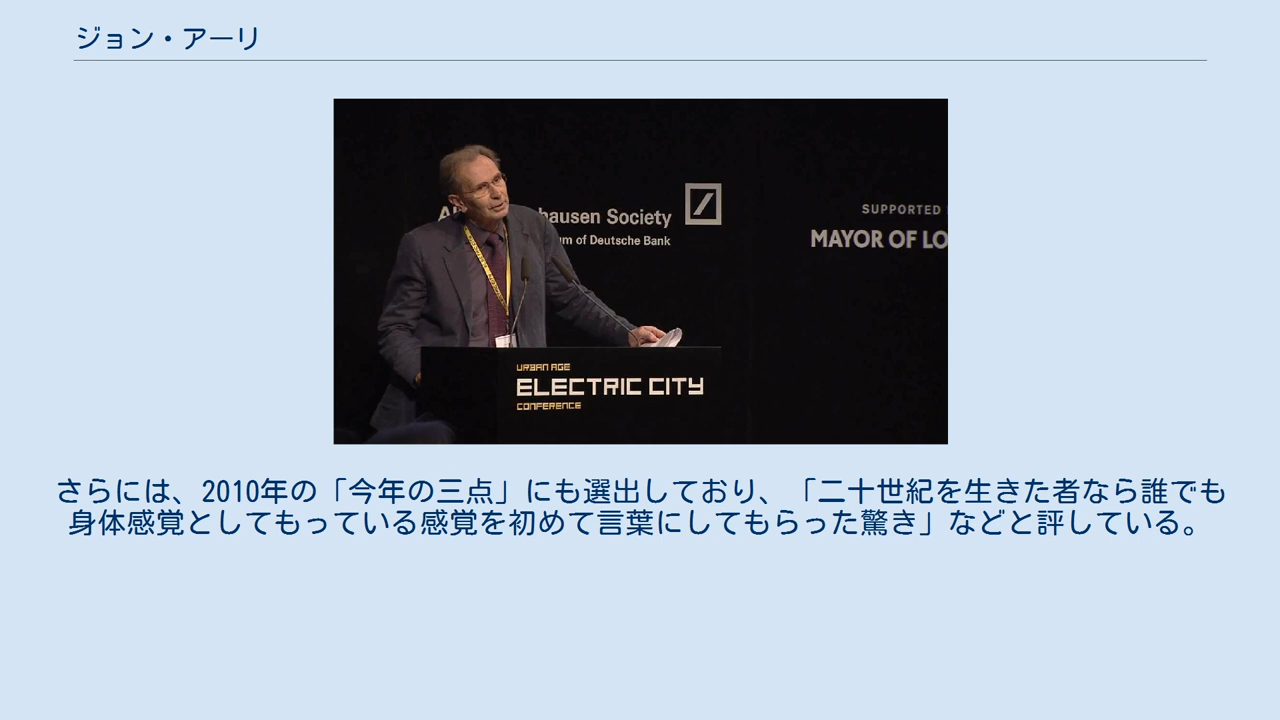 ジョン・アーリ
hausen Society
um of Deutsche Bank
SUPPORTED
MAYOR OF LO
URBAN AGE
ELECTRIC CITY
CONFERENCE
さらには、2010年の「今年の三点」にも選出しており、「二十世紀を生きた者なら誰でも
身体感覚としてもっている感覚を初めて言葉にしてもらった驚き」などと評している。